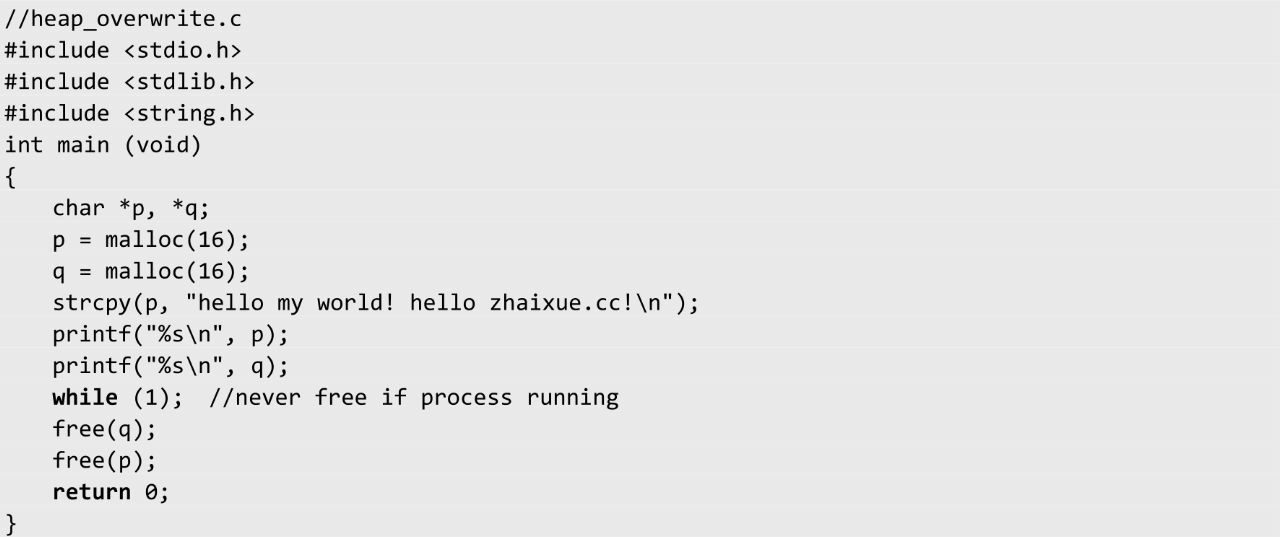 //heap_overwrite.c
#include <stdio.h>
#include <stdlib.h>
#include <string.h>
int main (void)
{
    char *p, *q;
    p = malloc(16);
    q = malloc(16);
    strcpy(p, "hello my world! hello zhaixue.cc!\n");
    printf("%s\n", p);
    printf("%s\n", q);
    while (1);  //never free if process running
    free(q);
    free(p);
    return 0;
}